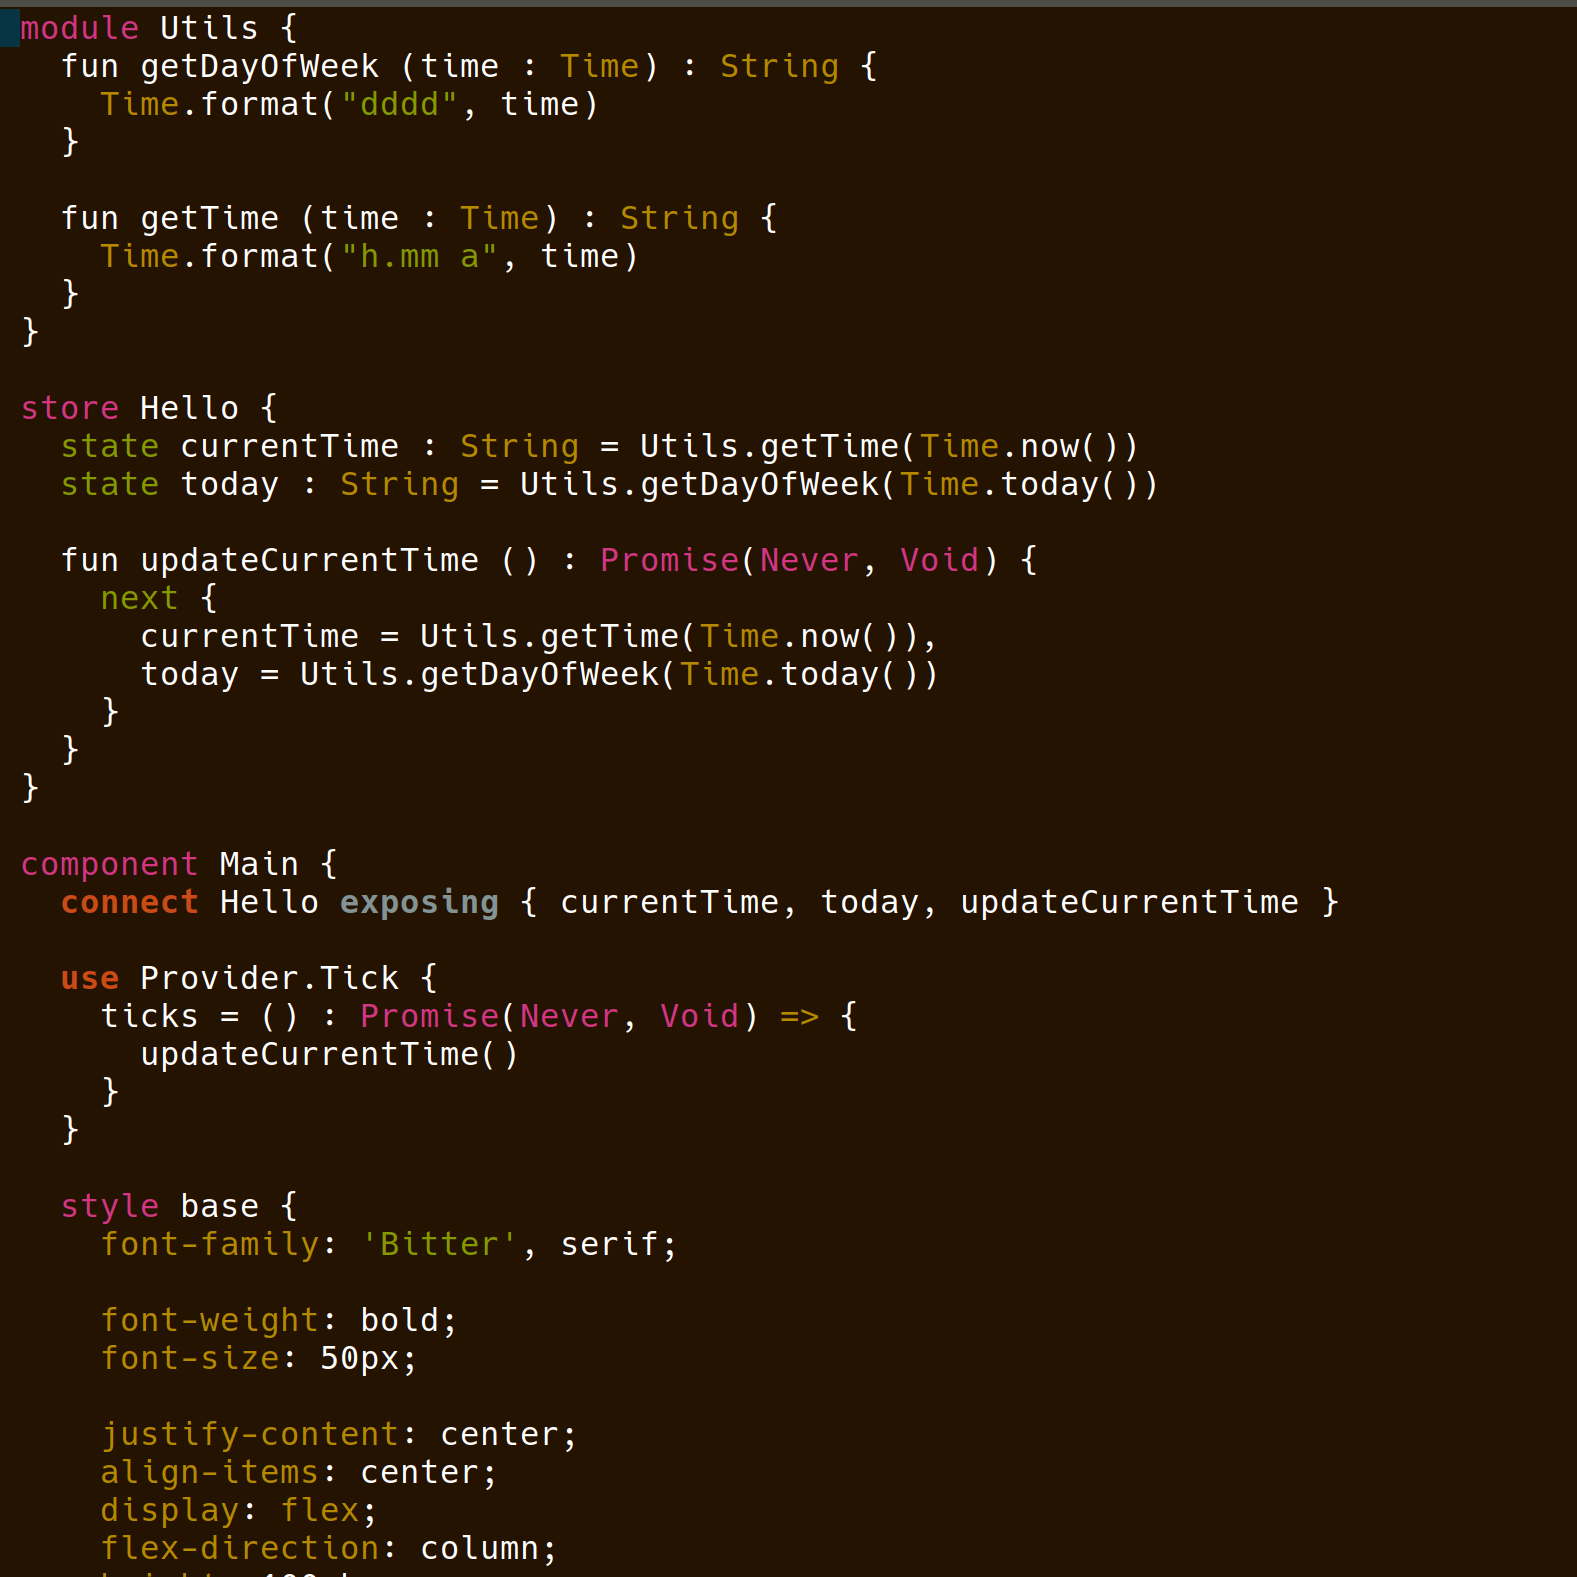 module Utils {
  fun getDayOfWeek (time : Time) : String {
    Time.format("dddd", time)
  }

  fun getTime (time : Time) : String {
    Time.format("h.mm a", time)
  }
}

store Hello {
  state currentTime : String = Utils.getTime(Time.now())
  state today : String = Utils.getDayOfWeek(Time.today())

  fun updateCurrentTime () : Promise(Never, Void) {
    next {
      currentTime = Utils.getTime(Time.now()),
      today = Utils.getDayOfWeek(Time.today())
    }
  }
}

component Main {
  connect Hello exposing { currentTime, today, updateCurrentTime }

  use Provider.Tick {
    ticks = () : Promise(Never, Void) => {
      updateCurrentTime()
    }
  }

  style base {
    font-family: 'Bitter', serif;

    font-weight: bold;
    font-size: 50px;

    justify-content: center;
    align-items: center;
    display: flex;
    flex-direction: column;